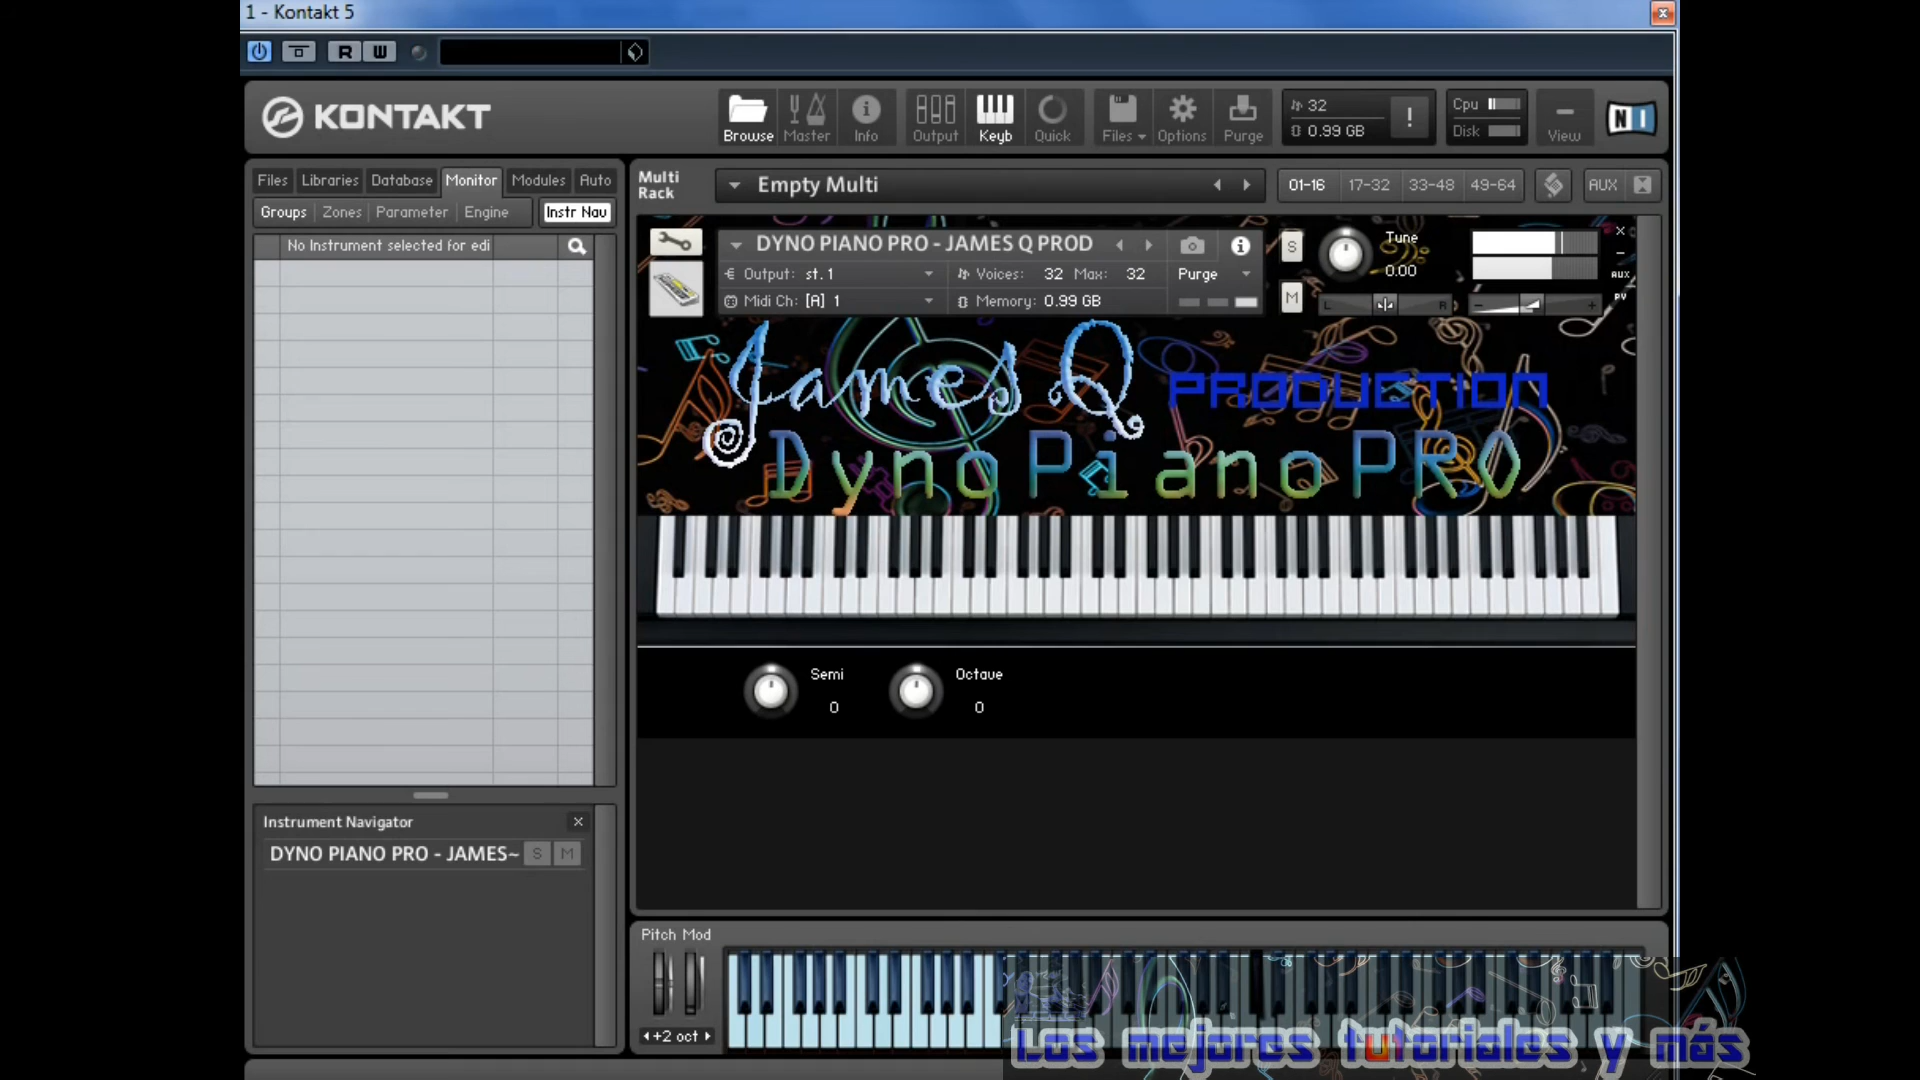 1 - Kontakt 5
R W
KONTAKT
Browse Master Info Output Keyb Quick Files Options Purge
32
0.99 GB
!
Cpu
Disk
View
NI
Files Libraries Database Monitor Modules Auto
Groups Zones Parameter Engine Instr Nav
No Instrument selected for edi
Multi Rack
Empty Multi
01-16 17-32 33-48 49-64
AUX
DYNO PIANO PRO - JAMES Q PROD
Output: st. 1
Voices: 32 Max: 32
Purge
Midi Ch: [A] 1
Memory: 0.99 GB
S
M
Tune
0.00
L R
- +
x
-
AUX
PV
James Q PRODUCTION
Dyno Piano PRO
Semi
0
Octave
0
Instrument Navigator x
DYNO PIANO PRO - JAMES~ S M
Pitch Mod
+2 oct
Los mejores tutoriales y más